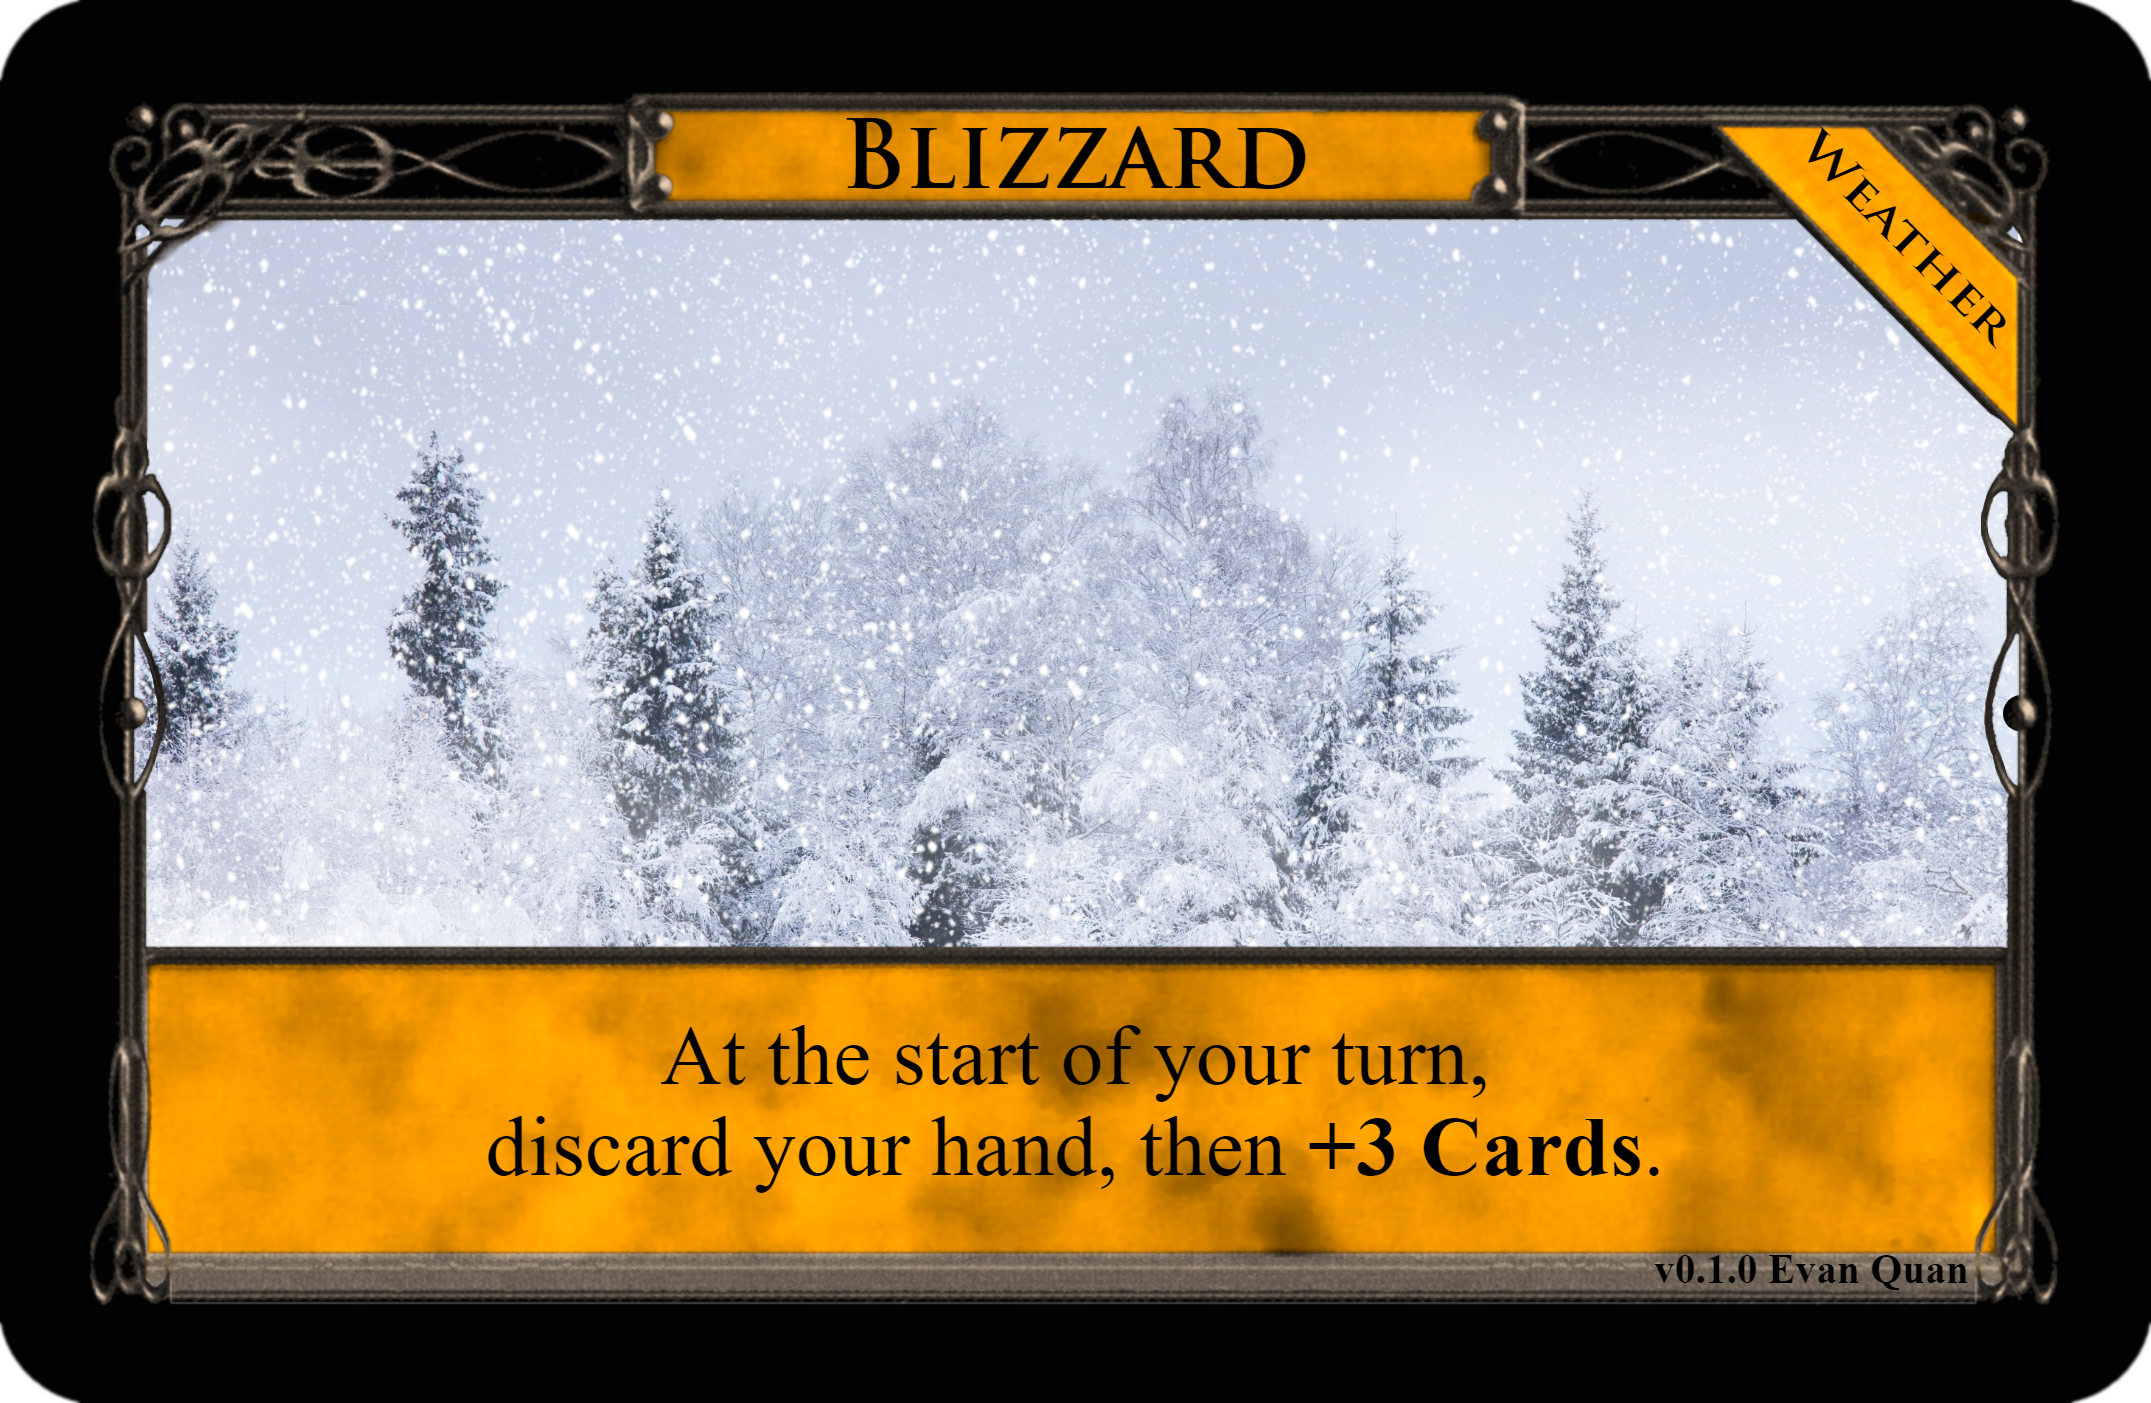 Blizzard
Weather
At the start of your turn,
discard your hand, then +3 Cards.
v0.1.0 Evan Quan